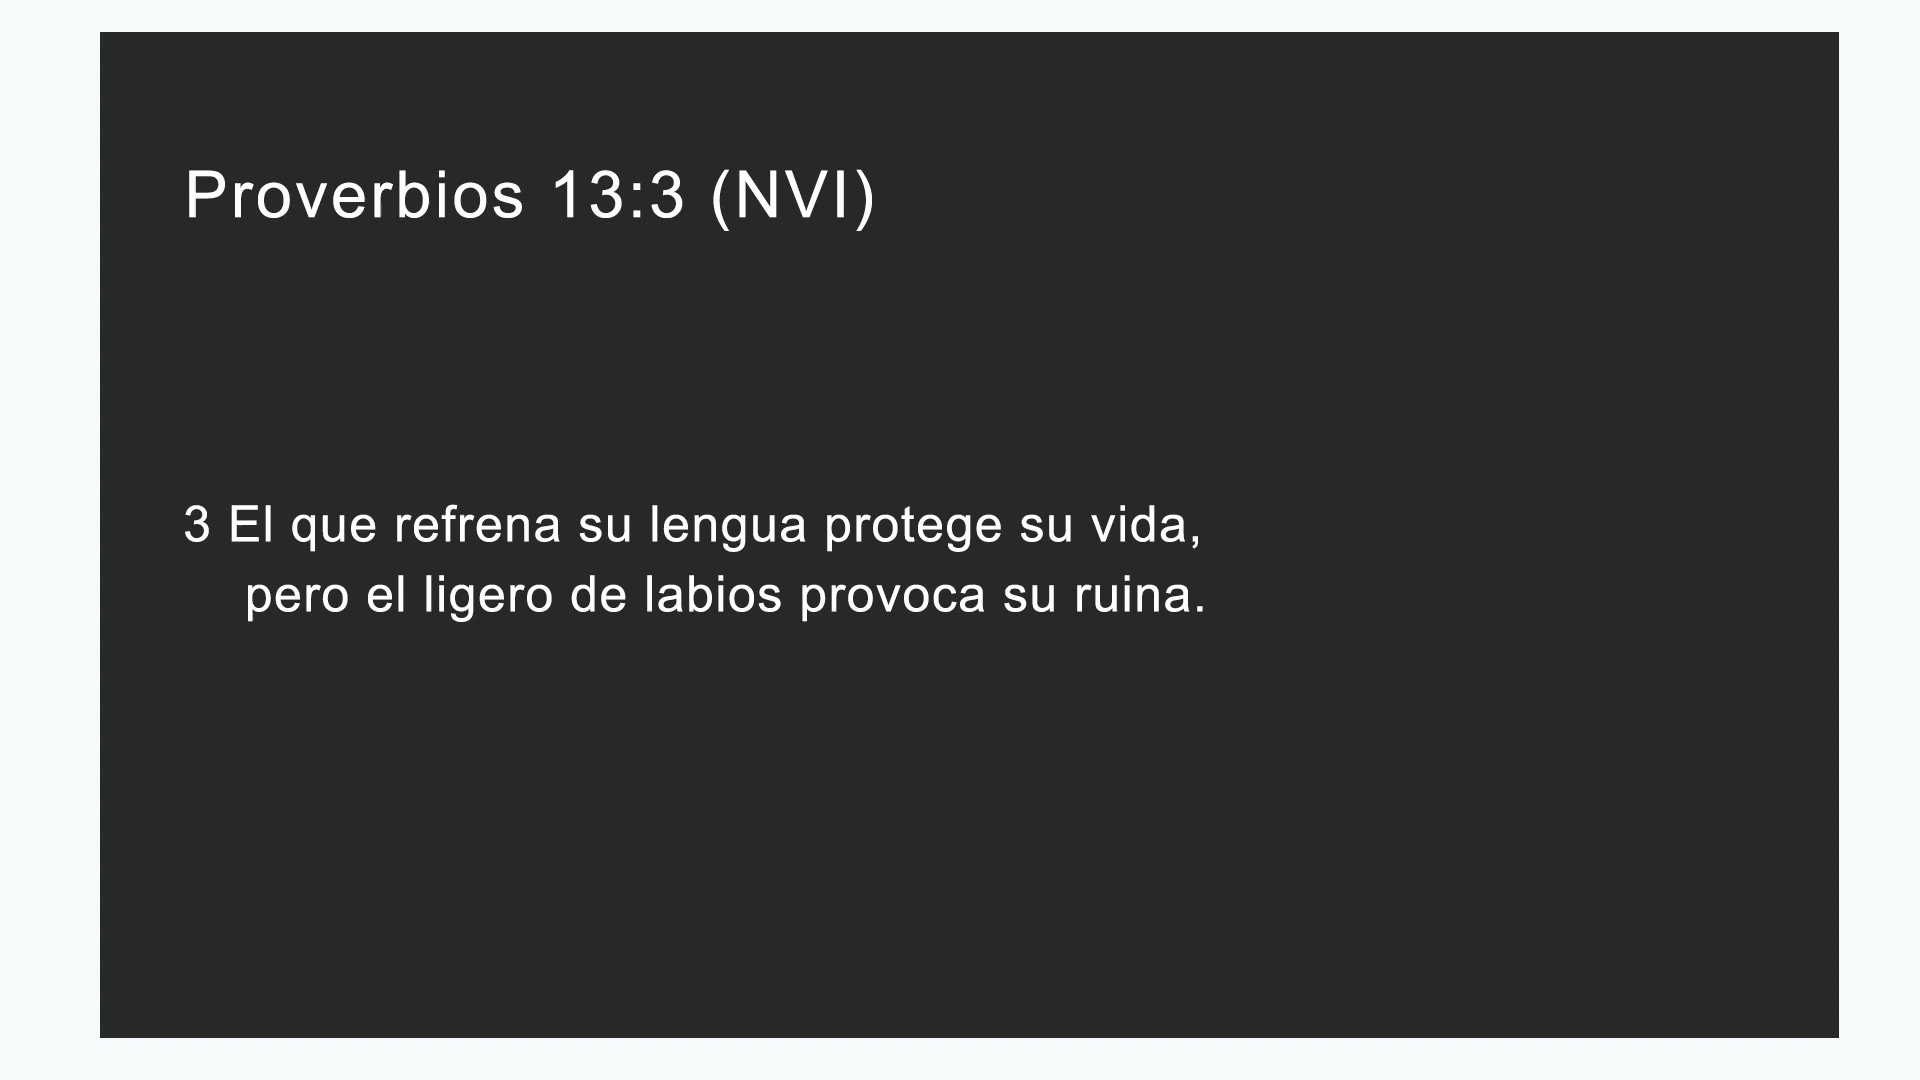 Proverbios 13:3 (NVI)
3 El que refrena su lengua protege su vida,
pero el ligero de labios provoca su ruina.